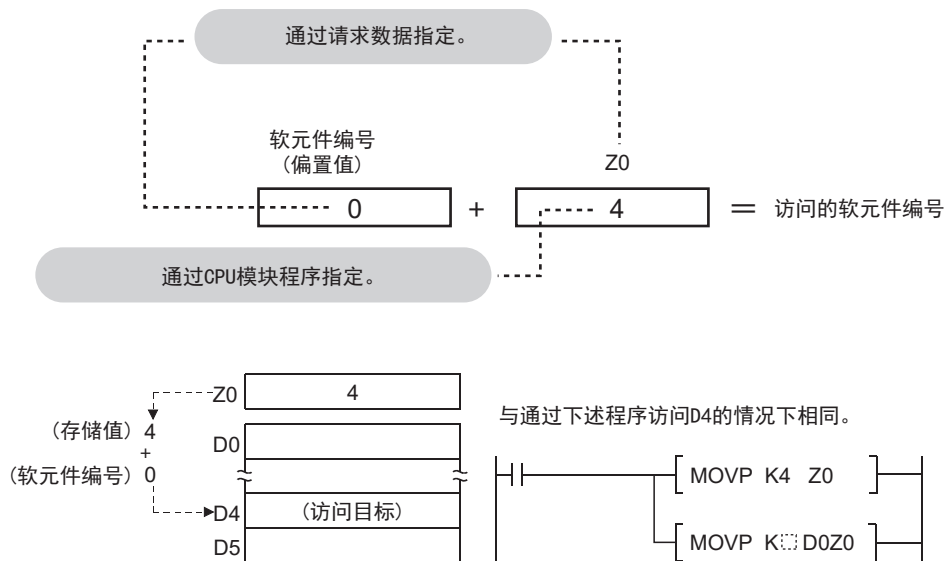 通过请求数据指定。
软元件编号
(偏置值)
Z0
0 + 4 = 访问的软元件编号
通过CPU模块程序指定。
Z0 4
与通过下述程序访问D4的情况下相同。
(存储值) 4
D0
+
(软元件编号) 0
MOVP K4 Z0
D4 (访问目标)
D5
MOVP K D0Z0